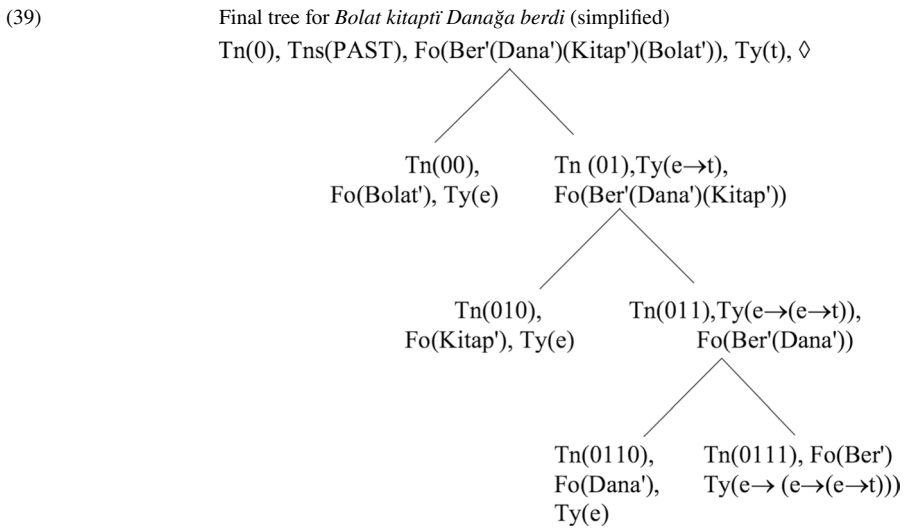 (39) Final tree for Bolat kitaptï Danağa berdi (simplified)
Tn(0), Tns(PAST), Fo(Ber'(Dana')(Kitap')(Bolat')), Ty(t), ◊
Tn(00),
Fo(Bolat'), Ty(e)
Tn (01),Ty(e→t),
Fo(Ber'(Dana')(Kitap'))
Tn(010),
Fo(Kitap'), Ty(e)
Tn(011),Ty(e→(e→t)),
Fo(Ber'(Dana'))
Tn(0110),
Fo(Dana'),
Ty(e)
Tn(0111), Fo(Ber')
Ty(e→ (e→(e→t)))